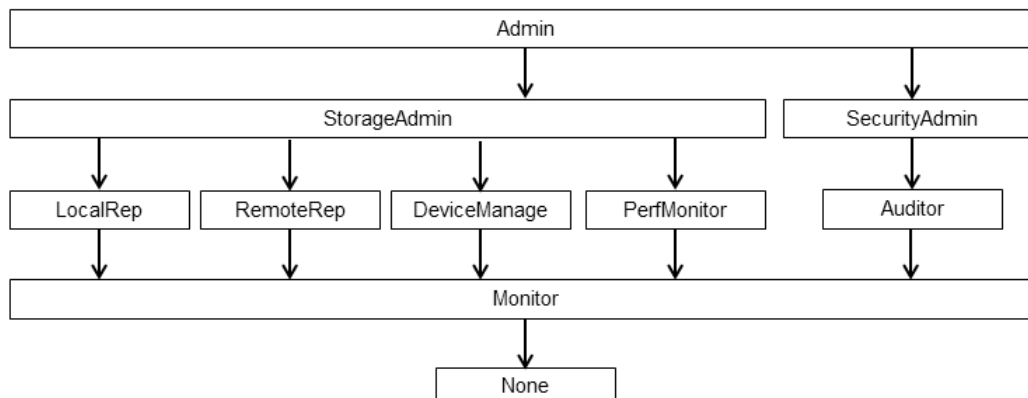 Admin
StorageAdmin SecurityAdmin
LocalRep RemoteRep DeviceManage PerfMonitor Auditor
Monitor
None